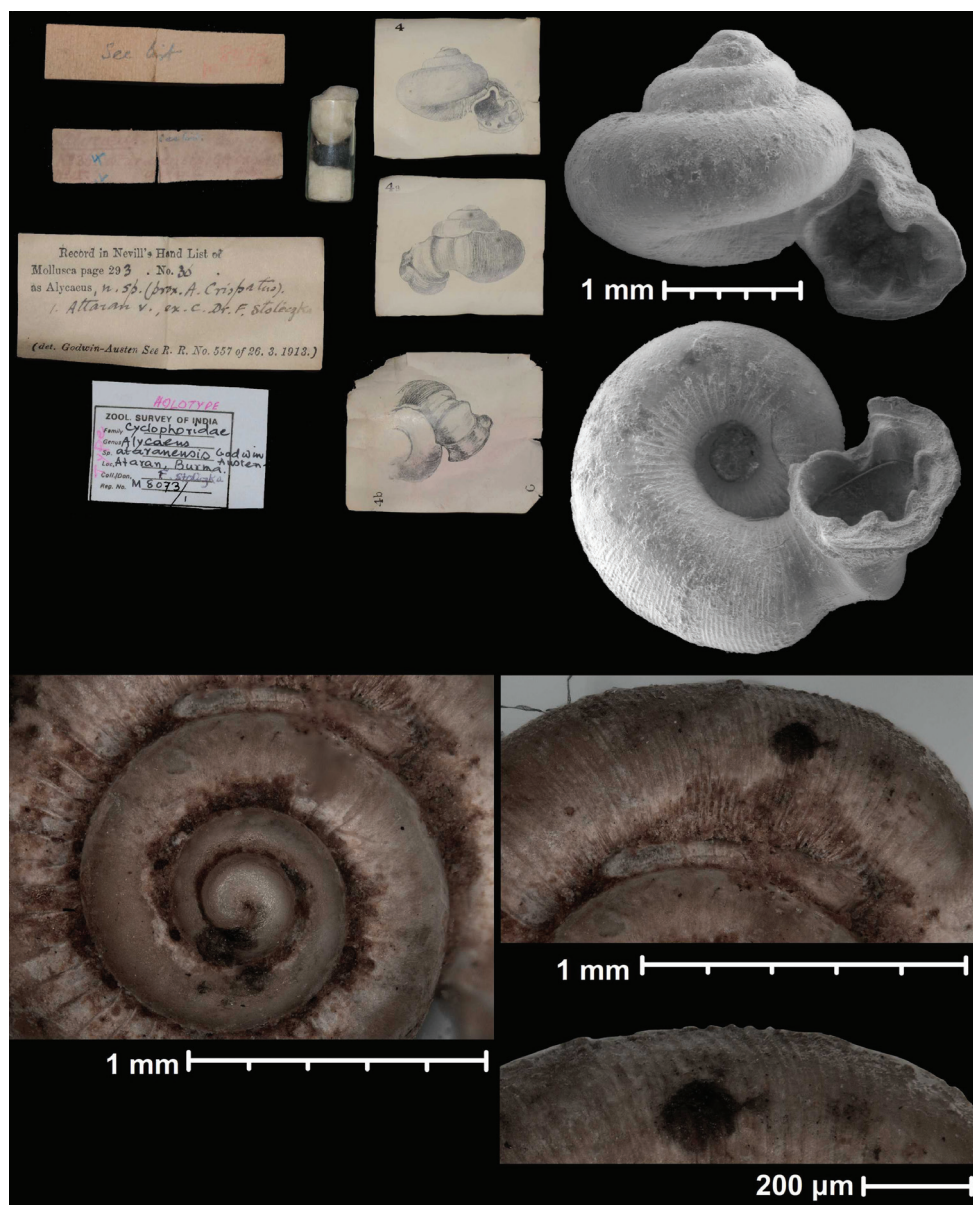 See list
4
4a
Record in Nevill's Hand List of
Mollusca page 293 . No. 30 .
as Alycaeus, n. sp. (prox. A. Crispatus).
1. Attaran v., ex. C. Dr. F. Stoliczka
(det. Godwin-Austen See R. R. No. 557 of 26. 3. 1913.)
HOLOTYPE
ZOOL. SURVEY OF INDIA
Family Cyclophoridae
Genus Alycaeus
Sp. ataranensis Godwin Austen.
Loc. Ataran, Burma.
Coll./Don. F. Stoliczka
Reg. No. M 8073/1
4b
6
1 mm
1 mm
1 mm
200 µm